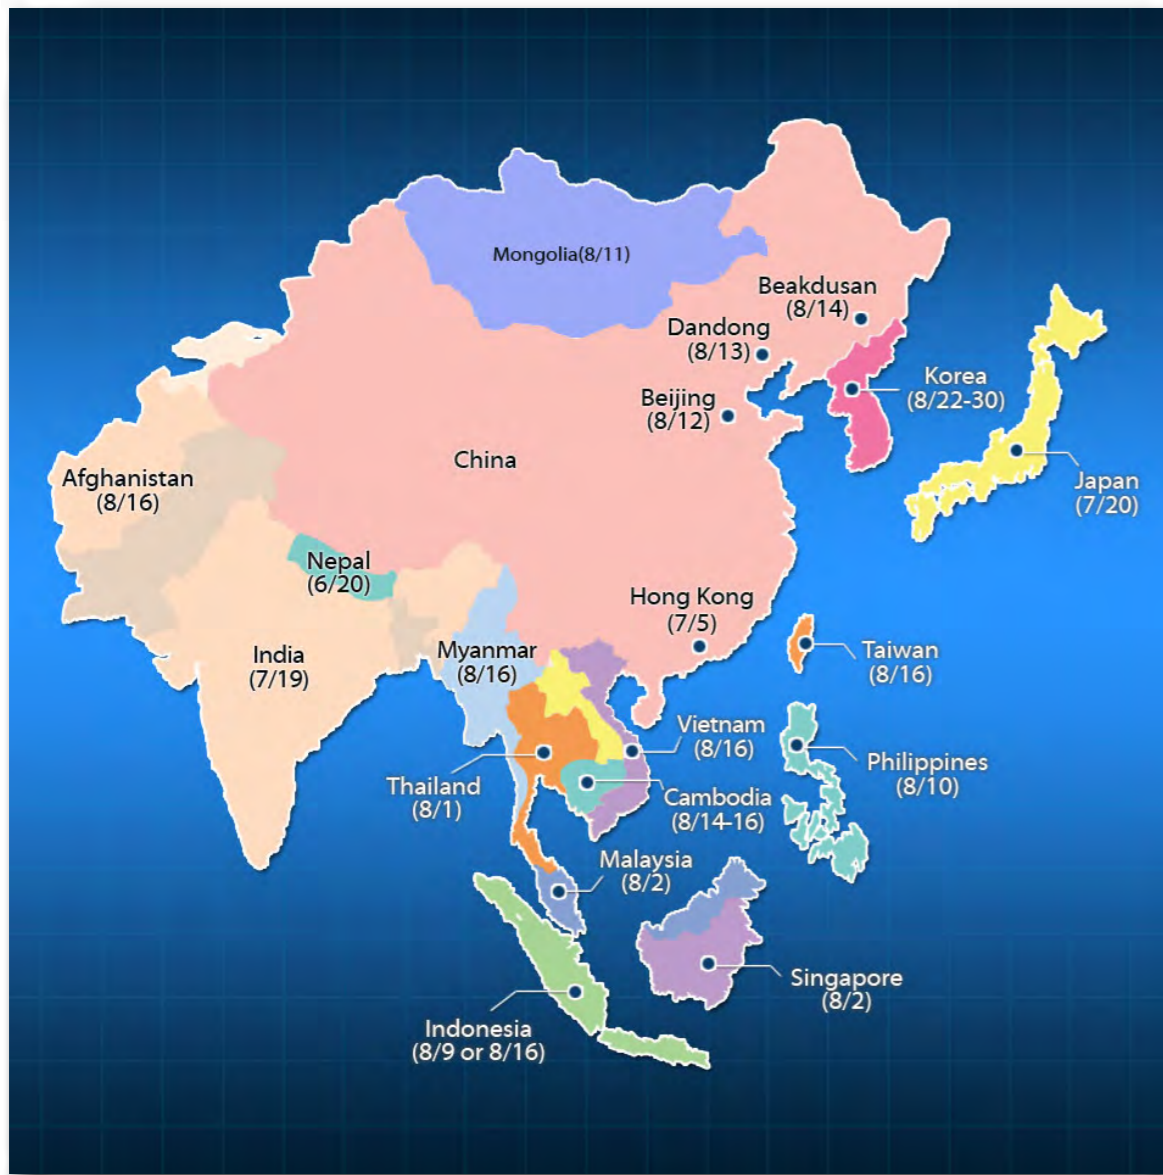 Mongolia(8/11)
Beakdusan
(8/14)
Dandong
(8/13)
Korea
(8/22-30)
Beijing
(8/12)
China
Afghanistan
(8/16)
Japan
(7/20)
Nepal
(6/20)
Hong Kong
(7/5)
India
(7/19)
Myanmar
(8/16)
Taiwan
(8/16)
Vietnam
(8/16)
Philippines
(8/10)
Thailand
(8/1)
Cambodia
(8/14-16)
Malaysia
(8/2)
Singapore
(8/2)
Indonesia
(8/9 or 8/16)